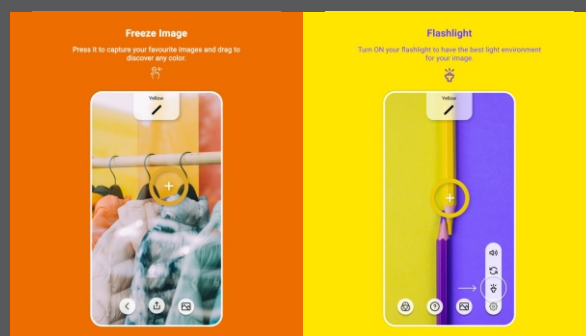 Freeze Image
Press it to capture your favourite images and drag to
discover any color.
Yellow
Flashlight
Turn ON your flashlight to have the best light environment
for your image.
Yellow